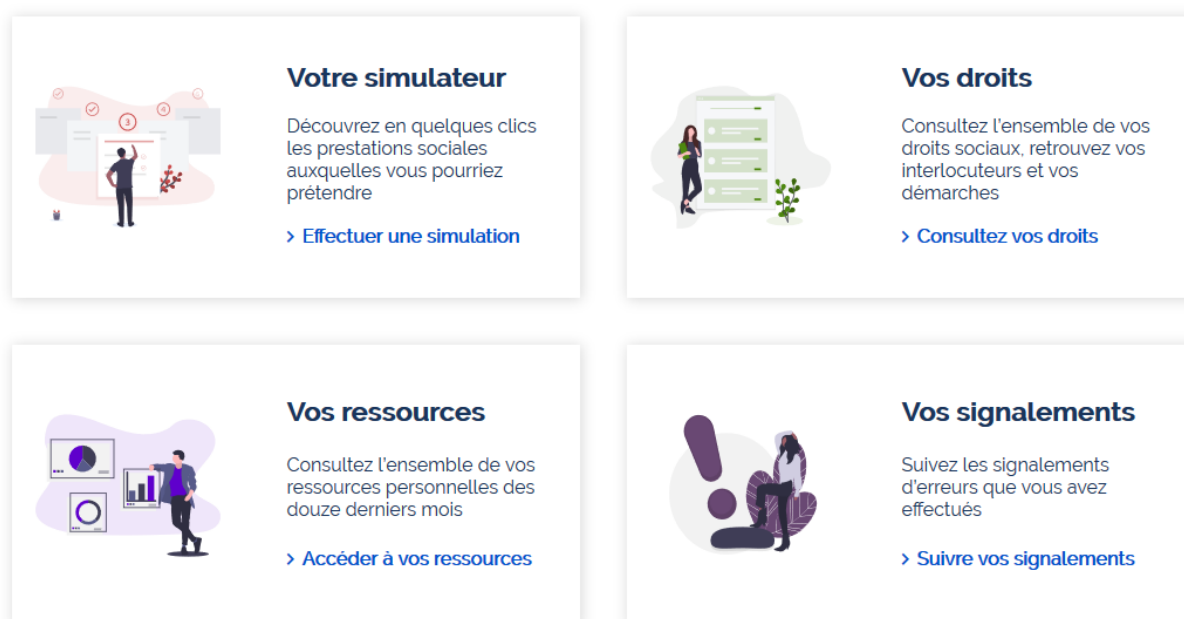 Votre simulateur
Découvrez en quelques clics
les prestations sociales
auxquelles vous pourriez
prétendre
> Effectuer une simulation
Vos droits
Consultez l'ensemble de vos
droits sociaux, retrouvez vos
interlocuteurs et vos
démarches
> Consultez vos droits
Vos ressources
Consultez l'ensemble de vos
ressources personnelles des
douze derniers mois
> Accéder à vos ressources
Vos signalements
Suivez les signalements
d'erreurs que vous avez
effectués
> Suivre vos signalements
3
4